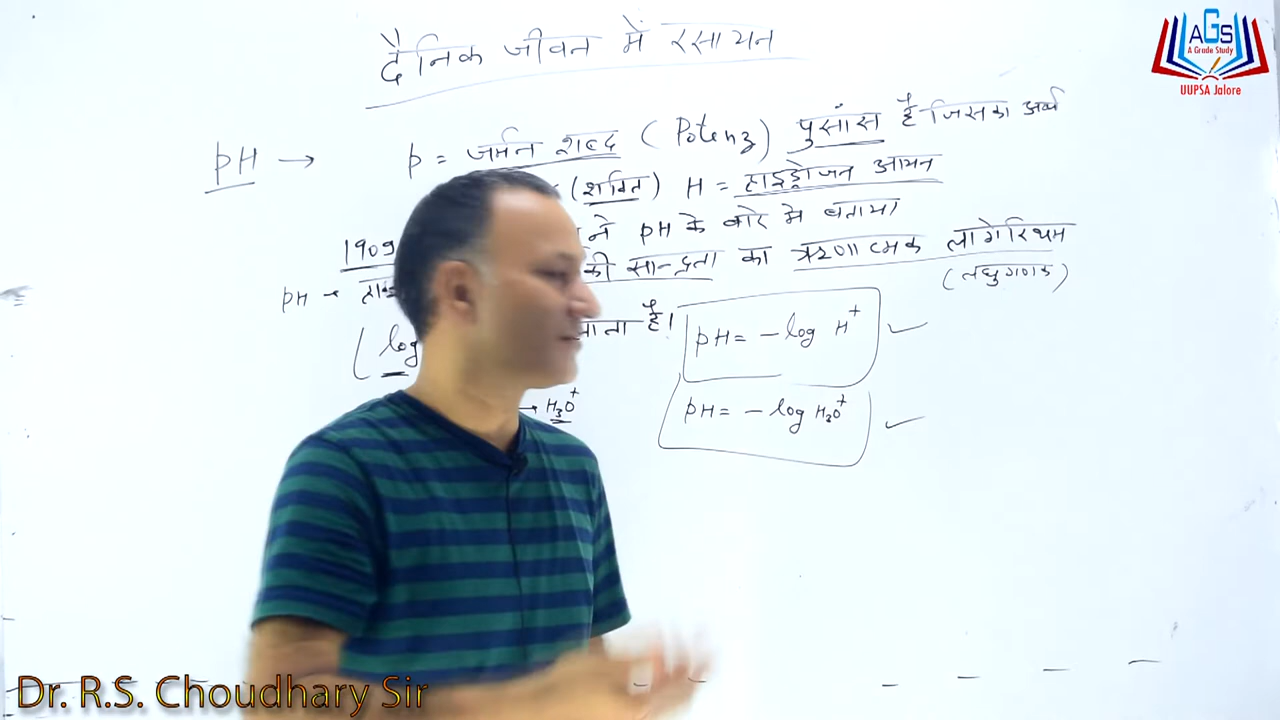 दैनिक जीवन में रसायन
AGS
A Grade Study
UUPSA Jalore
pH → p = जर्मन शब्द (Potenz) पुसांस है जिसका अर्थ
(शक्ति) H = हाइड्रोजन आयन
1909 ने pH के बारे में बताया
pH → की सान्द्रता का ऋणात्मक लागेरिथम
(लघुगणक)
(log जाता है। pH = – log H⁺
→ H₃O⁺ pH = – log H₃O⁺
Dr. R.S. Choudhary Sir